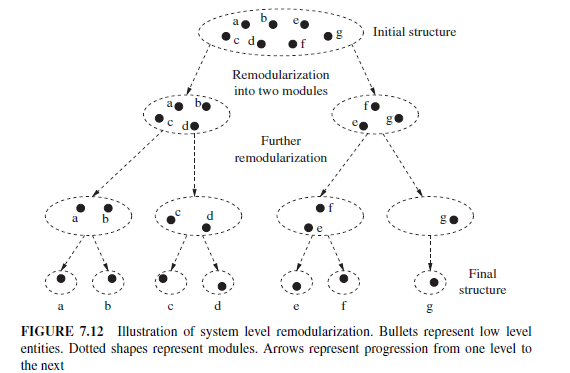 a b e
c d f g
Initial structure
Remodularization
into two modules
a b
c d
f
e g
Further
remodularization
a b
c d
f
e
g
Final
structure
a b c d e f g
FIGURE 7.12 Illustration of system level remodularization. Bullets represent low level
entities. Dotted shapes represent modules. Arrows represent progression from one level to
the next